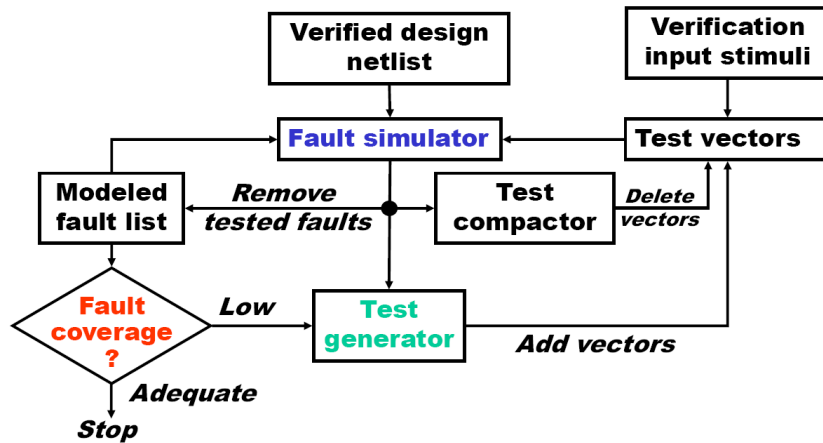 Verified design
netlist
Verification
input stimuli
Fault simulator
Test vectors
Modeled
fault list
Remove
tested faults
Test
compactor
Delete
vectors
Fault
coverage
?
Low
Test
generator
Add vectors
Adequate
Stop